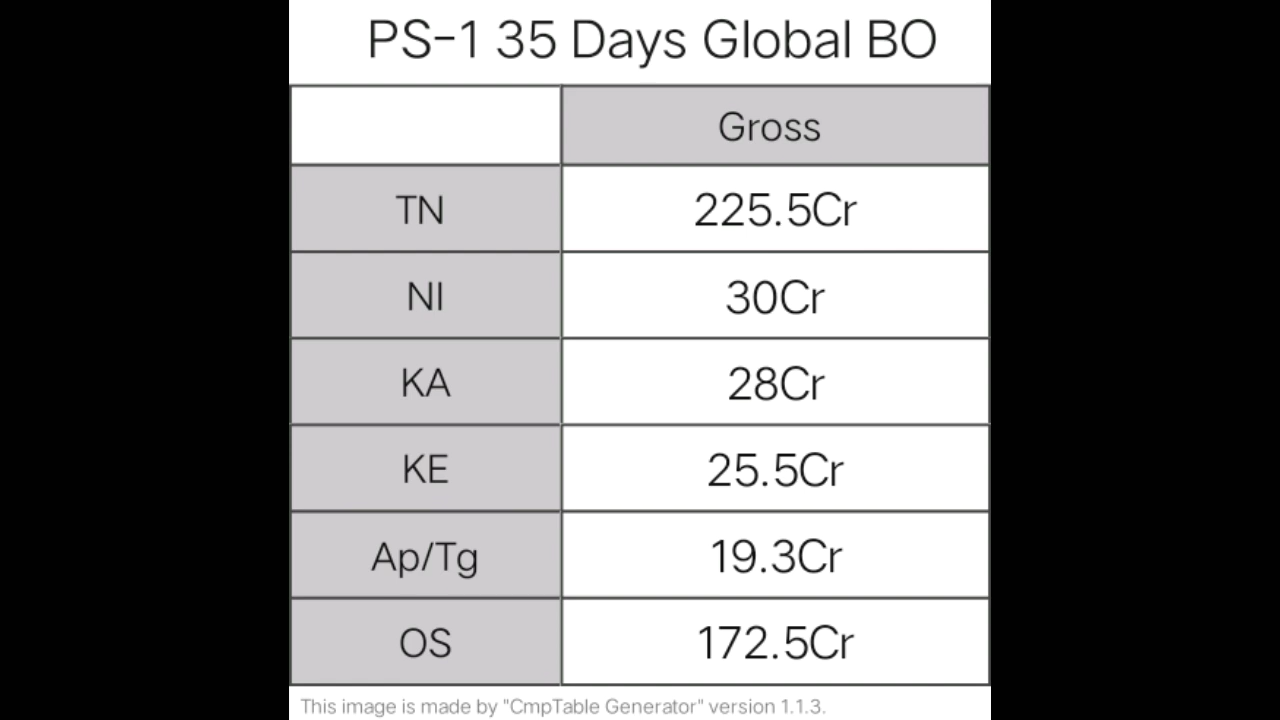 PS-1 35 Days Global BO
Gross
TN 225.5Cr
NI 30Cr
KA 28Cr
KE 25.5Cr
Ap/Tg 19.3Cr
OS 172.5Cr
This image is made by "CmpTable Generator" version 1.1.3.